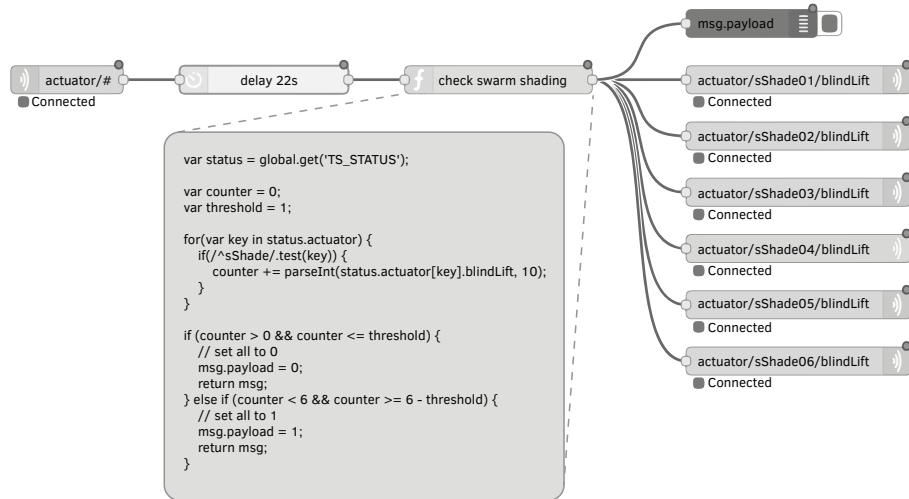 msg.payload
actuator/#
Connected
delay 22s
f
check swarm shading
actuator/sShade01/blindLift
Connected
actuator/sShade02/blindLift
Connected
actuator/sShade03/blindLift
Connected
actuator/sShade04/blindLift
Connected
actuator/sShade05/blindLift
Connected
actuator/sShade06/blindLift
Connected
var status = global.get('TS_STATUS');
var counter = 0;
var threshold = 1;
for(var key in status.actuator) {
if(/^sShade/.test(key)) {
counter += parseInt(status.actuator[key].blindLift, 10);
}
}
if (counter > 0 && counter <= threshold) {
// set all to 0
msg.payload = 0;
return msg;
} else if (counter < 6 && counter >= 6 - threshold) {
// set all to 1
msg.payload = 1;
return msg;
}